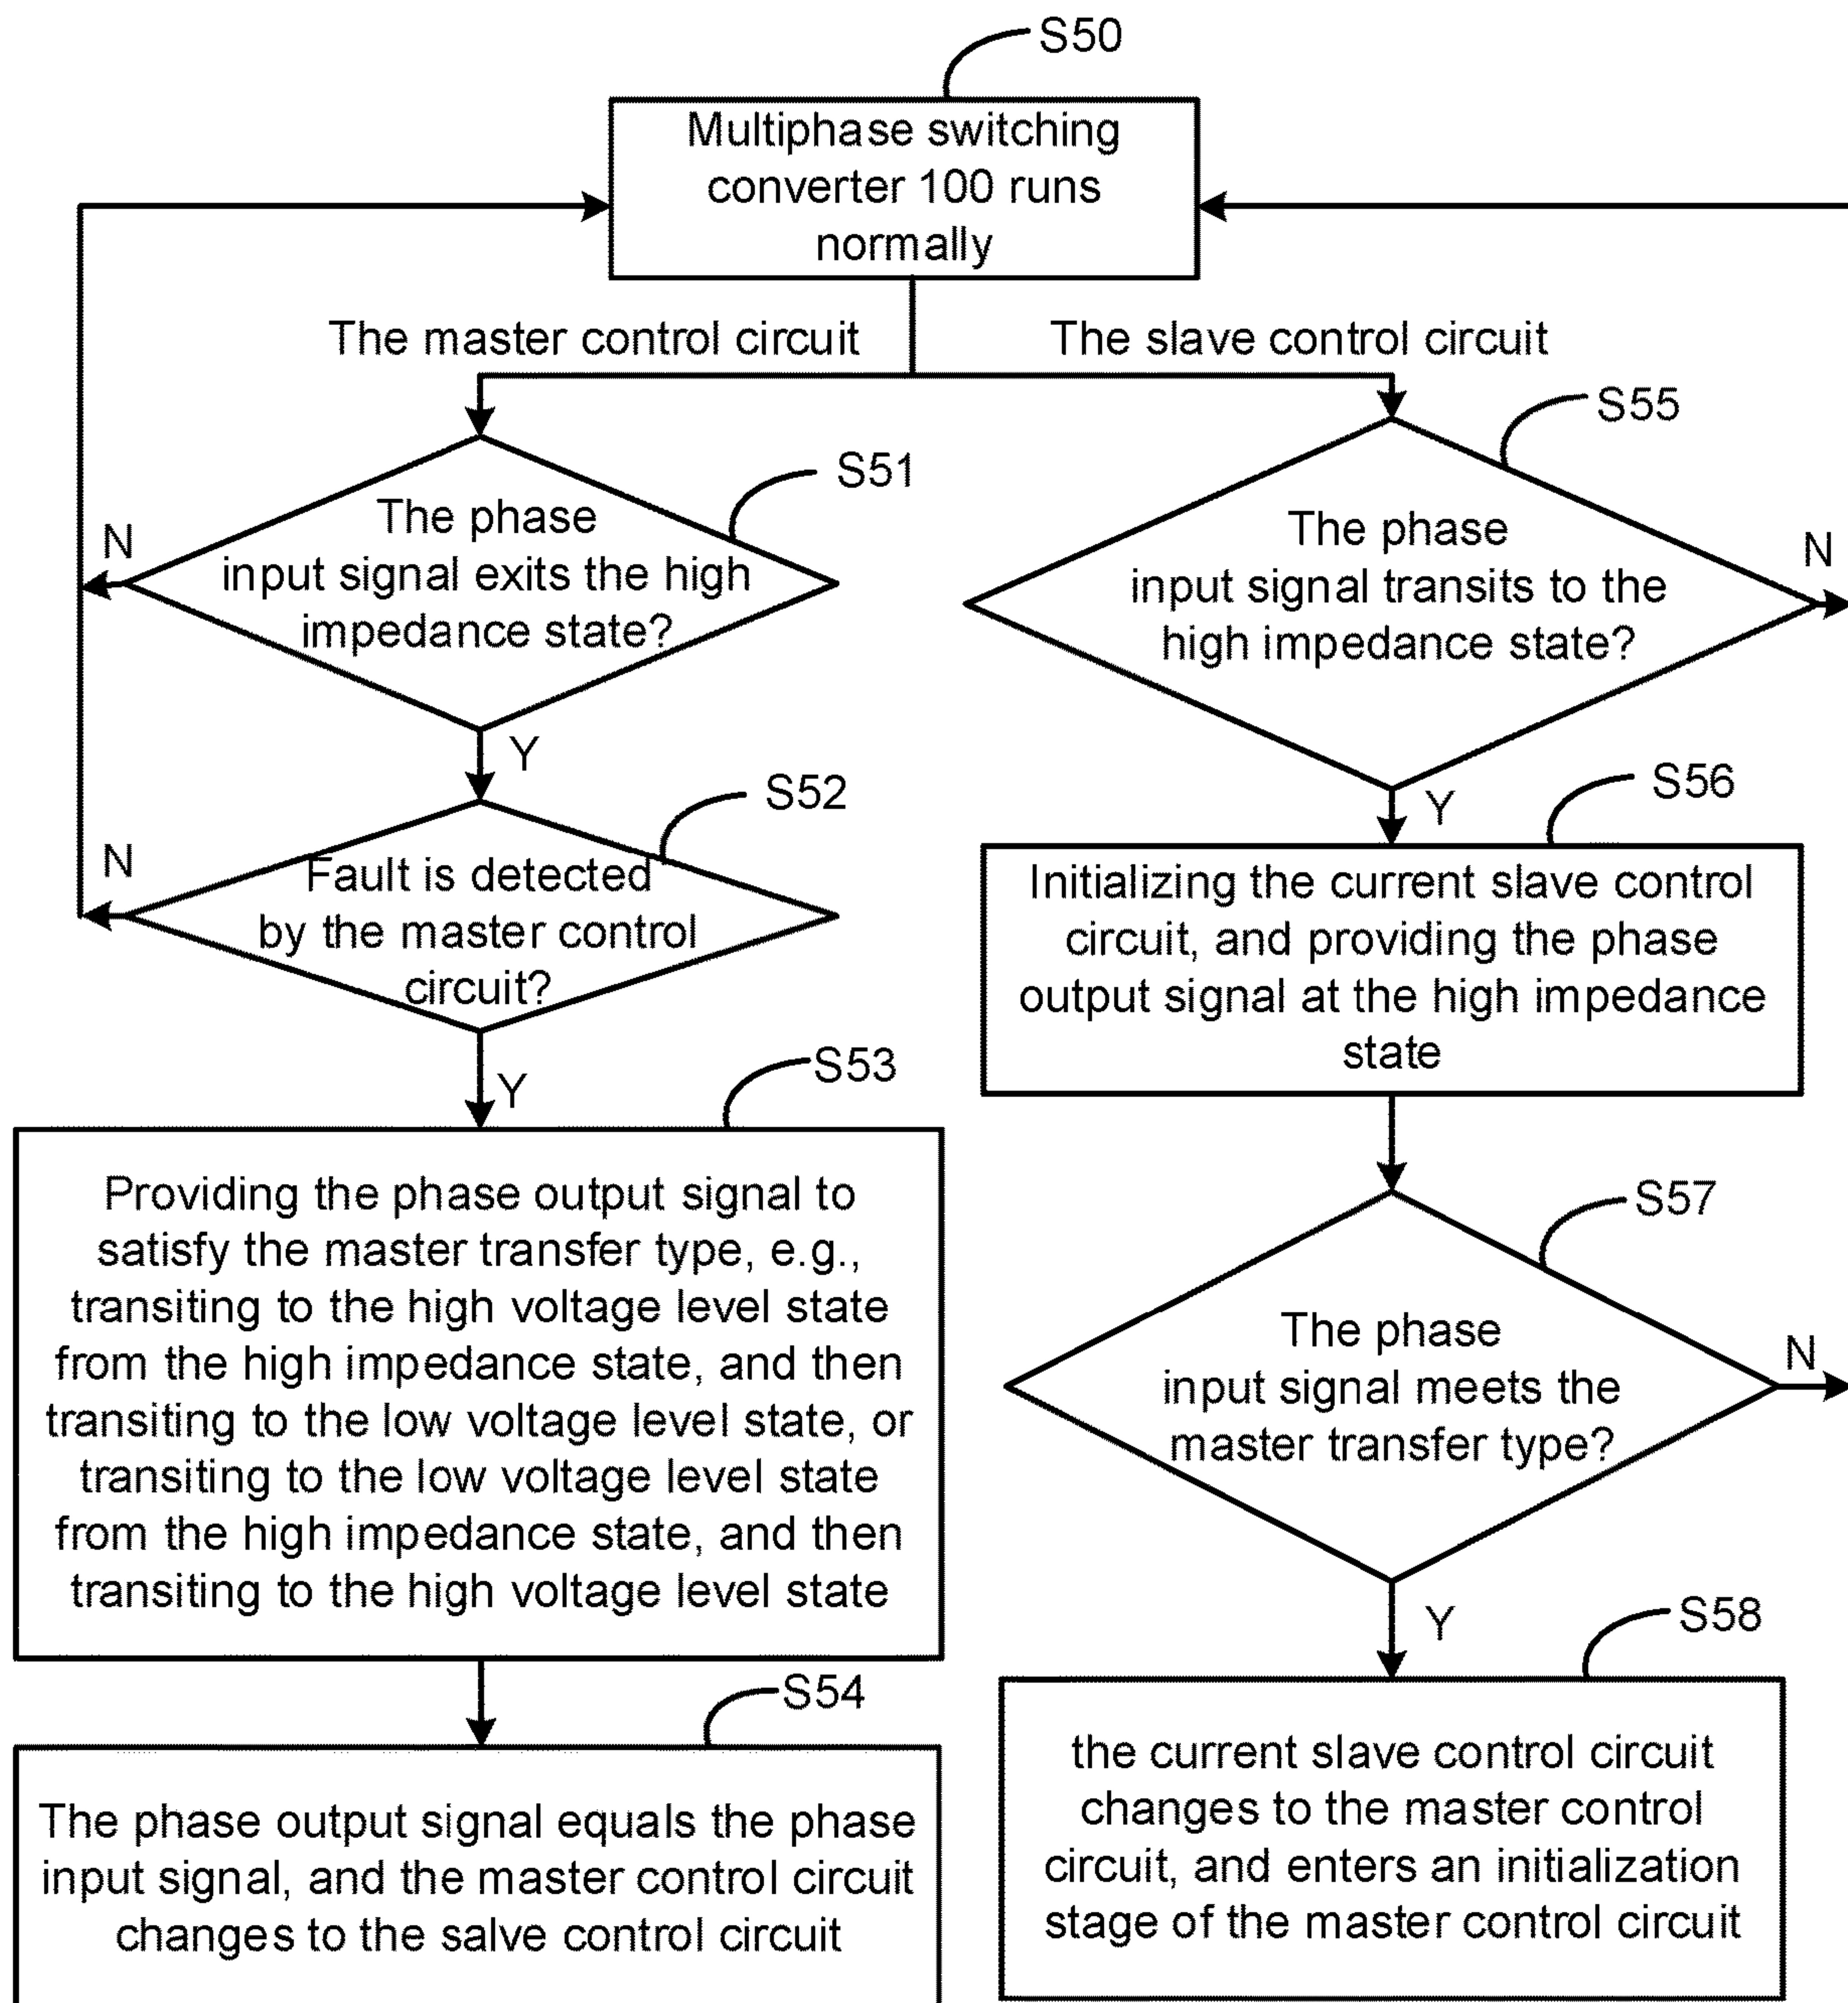 S50
Multiphase switching
converter 100 runs
normally
The master control circuit
The slave control circuit
S51
The phase
input signal exits the high
impedance state?
N
Y
S52
Fault is detected
by the master control
circuit?
N
Y
S53
Providing the phase output signal to
satisfy the master transfer type, e.g.,
transiting to the high voltage level state
from the high impedance state, and then
transiting to the low voltage level state, or
transiting to the low voltage level state
from the high impedance state, and then
transiting to the high voltage level state
S54
The phase output signal equals the phase
input signal, and the master control circuit
changes to the salve control circuit
S55
The phase
input signal transits to the
high impedance state?
N
Y
S56
Initializing the current slave control
circuit, and providing the phase
output signal at the high impedance
state
S57
The phase
input signal meets the
master transfer type?
N
Y
S58
the current slave control circuit
changes to the master control
circuit, and enters an initialization
stage of the master control circuit